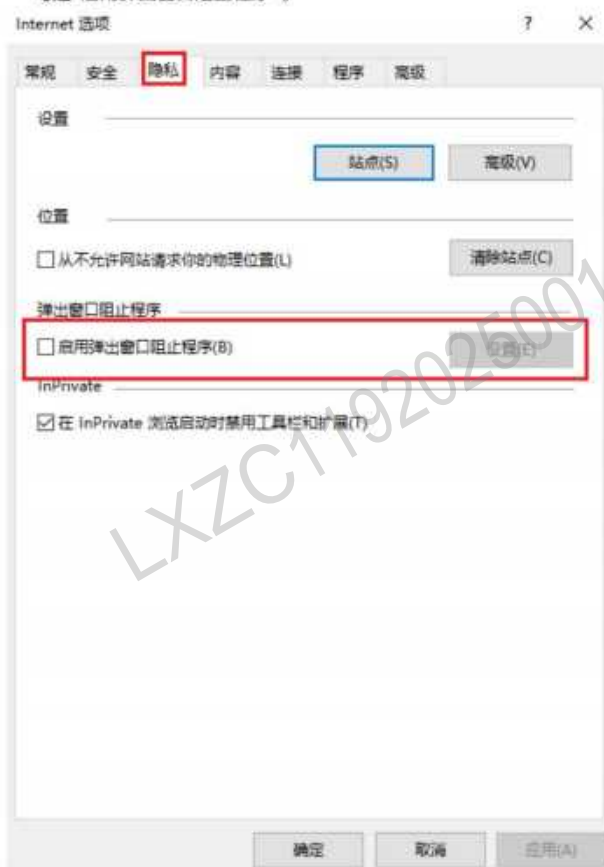 Internet 选项 ? ×
常规 安全 隐私 内容 连接 程序 高级
设置
站点(S) 高级(V)
位置
从不允许网站请求你的物理位置(L) 清除站点(C)
弹出窗口阻止程序
启用弹出窗口阻止程序(B) 设置(E)
InPrivate
在 InPrivate 浏览启动时禁用工具栏和扩展(T)
LXZC1192025001
确定 取消 应用(A)